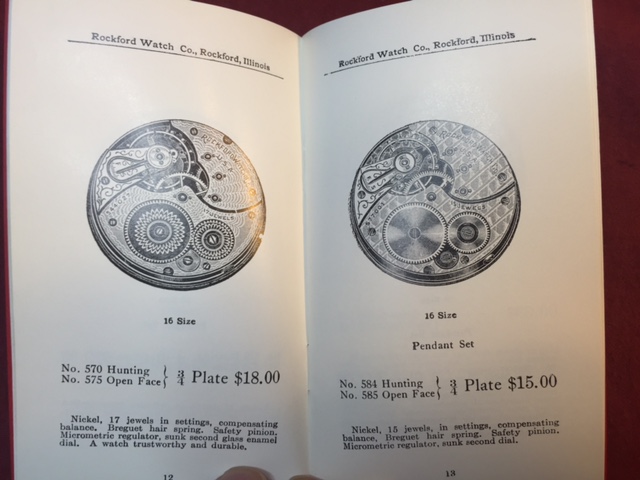 Rockford Watch Co., Rockford, Illinois
ROCKFORD
U.S.A.
JEWELS
16 Size
No. 570 Hunting
No. 575 Open Face } ¾ Plate $18.00
Nickel, 17 jewels in settings, compensating
balance. Breguet hair spring. Safety pinion.
Micrometric regulator, sunk second glass enamel
dial. A watch trustworthy and durable.
12
Rockford Watch Co., Rockford, Illinois
JEWELS
16 Size
Pendant Set
No. 584 Hunting
No. 585 Open Face } ¾ Plate $15.00
Nickel, 15 jewels, in settings, compensating
balance, Breguet hair spring. Safety pinion.
Micrometric regulator, sunk second dial.
13